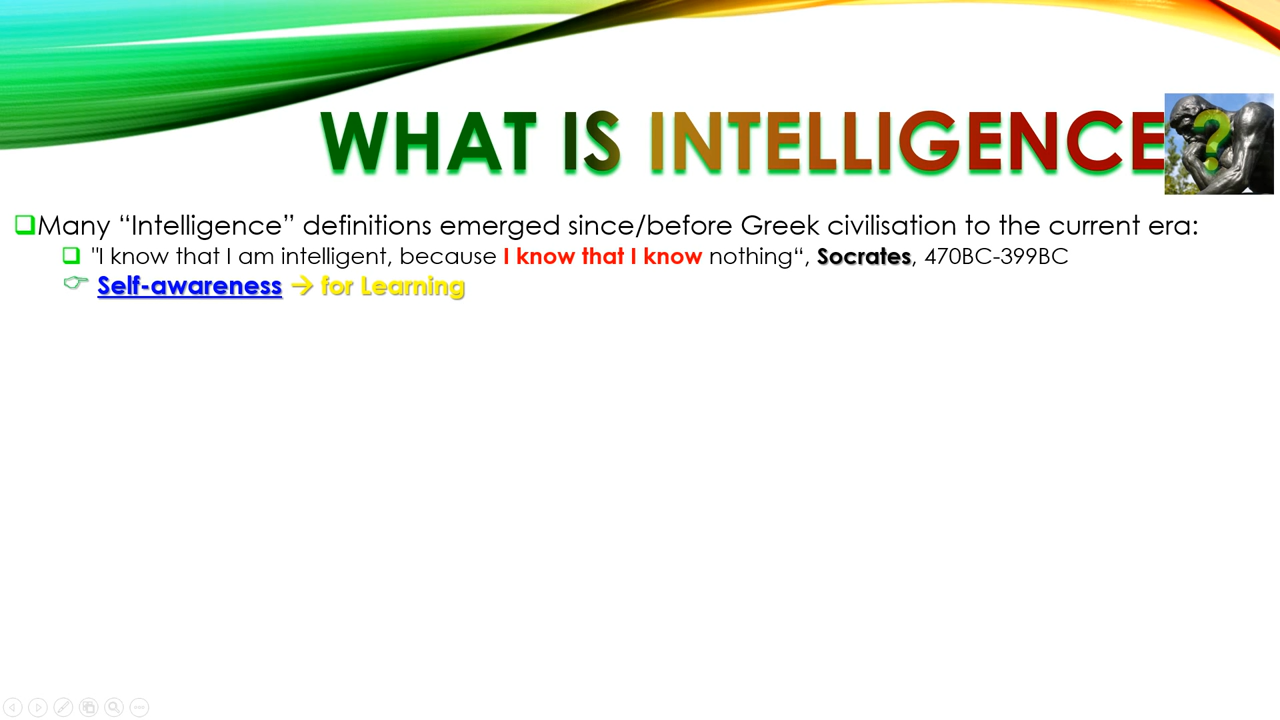 WHAT IS INTELLIGENCE ?
Many “Intelligence” definitions emerged since/before Greek civilisation to the current era:
"I know that I am intelligent, because I know that I know nothing“, Socrates, 470BC-399BC
Self-awareness → for Learning